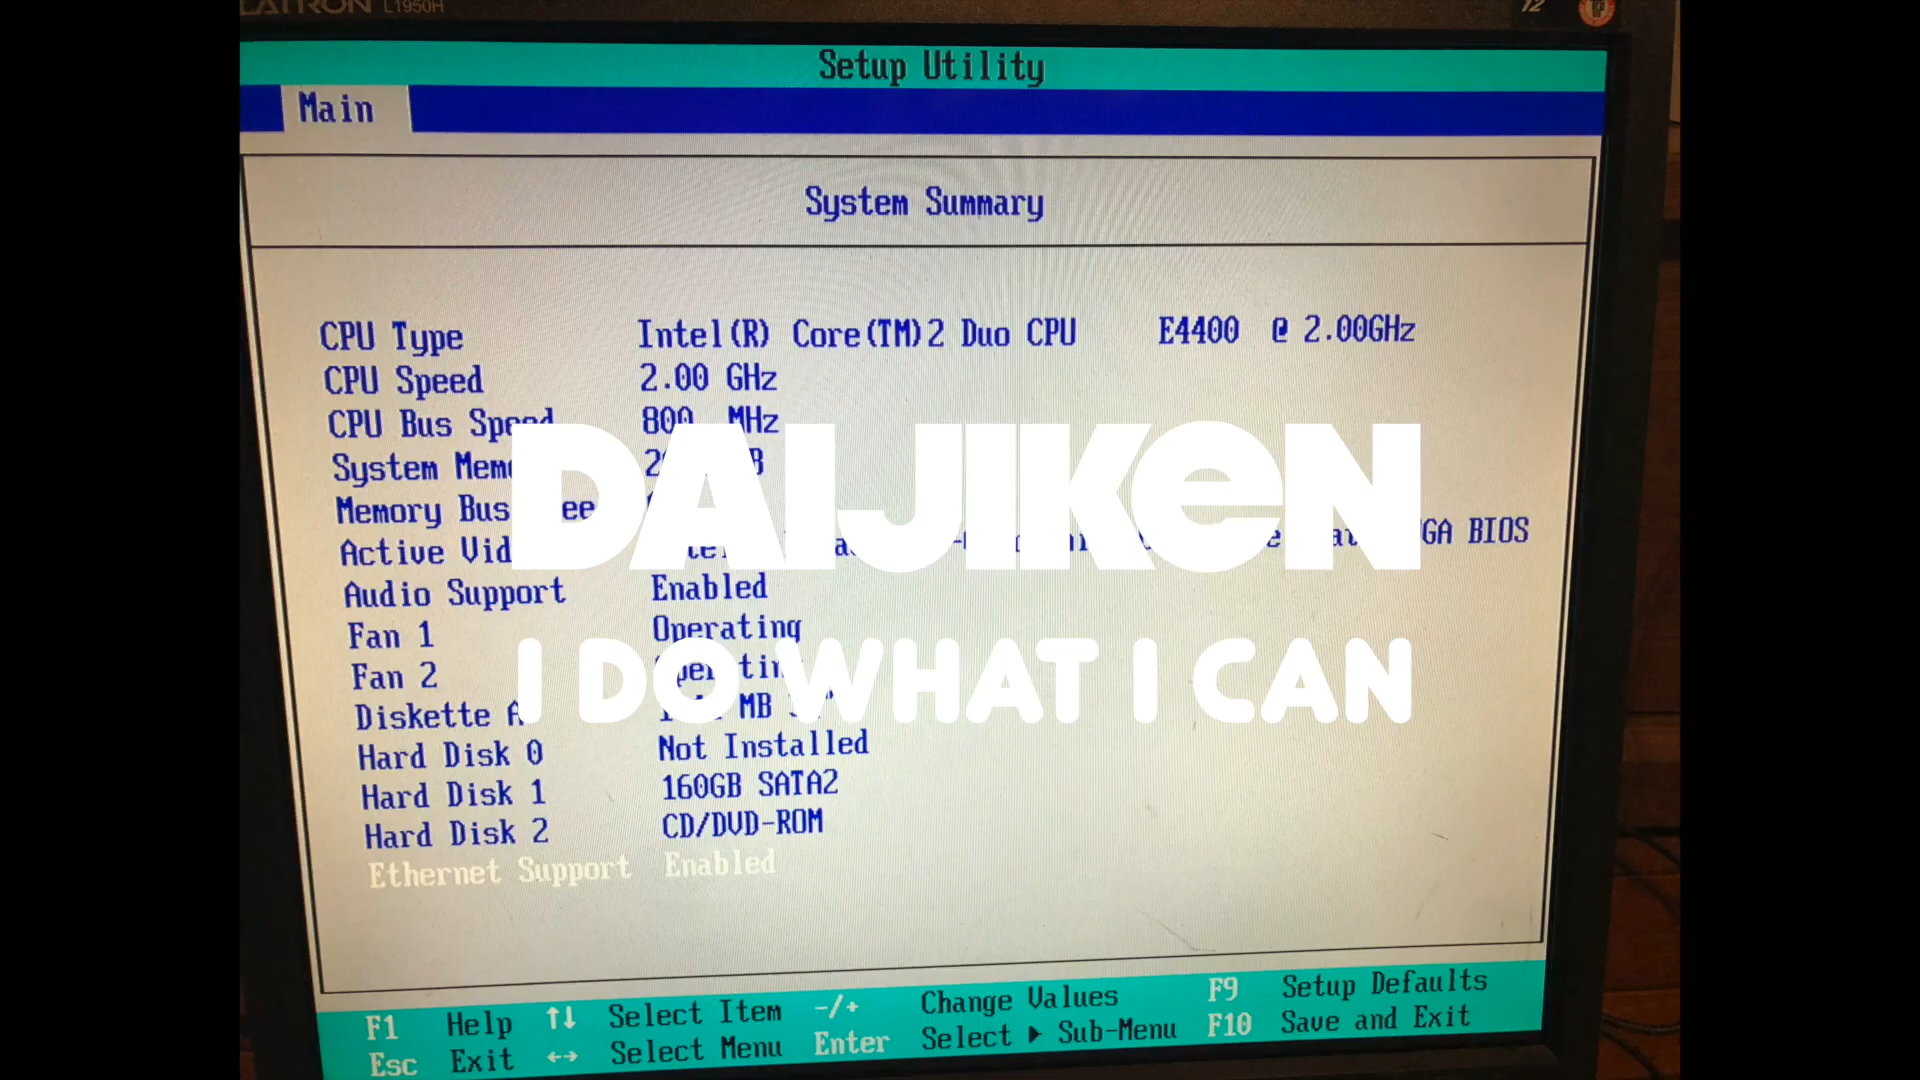 L1950H
Setup Utility
Main
System Summary
CPU Type Intel(R) Core(TM)2 Duo CPU E4400 @ 2.00GHz
CPU Speed 2.00 GHz
CPU Bus Speed 800 MHz
System
Memory Bus
Active
GA BIOS
DAIJIKEN
Audio Support Enabled
Fan 1 Operating
Fan 2
I DO WHAT I CAN
Diskette A MB
Hard Disk 0 Not Installed
Hard Disk 1 160GB SATA2
Hard Disk 2 CD/DVD-ROM
Ethernet Support Enabled
F1 Help ↑↓ Select Item -/+ Change Values F9 Setup Defaults
Esc Exit ↔ Select Menu Enter Select ▶ Sub-Menu F10 Save and Exit